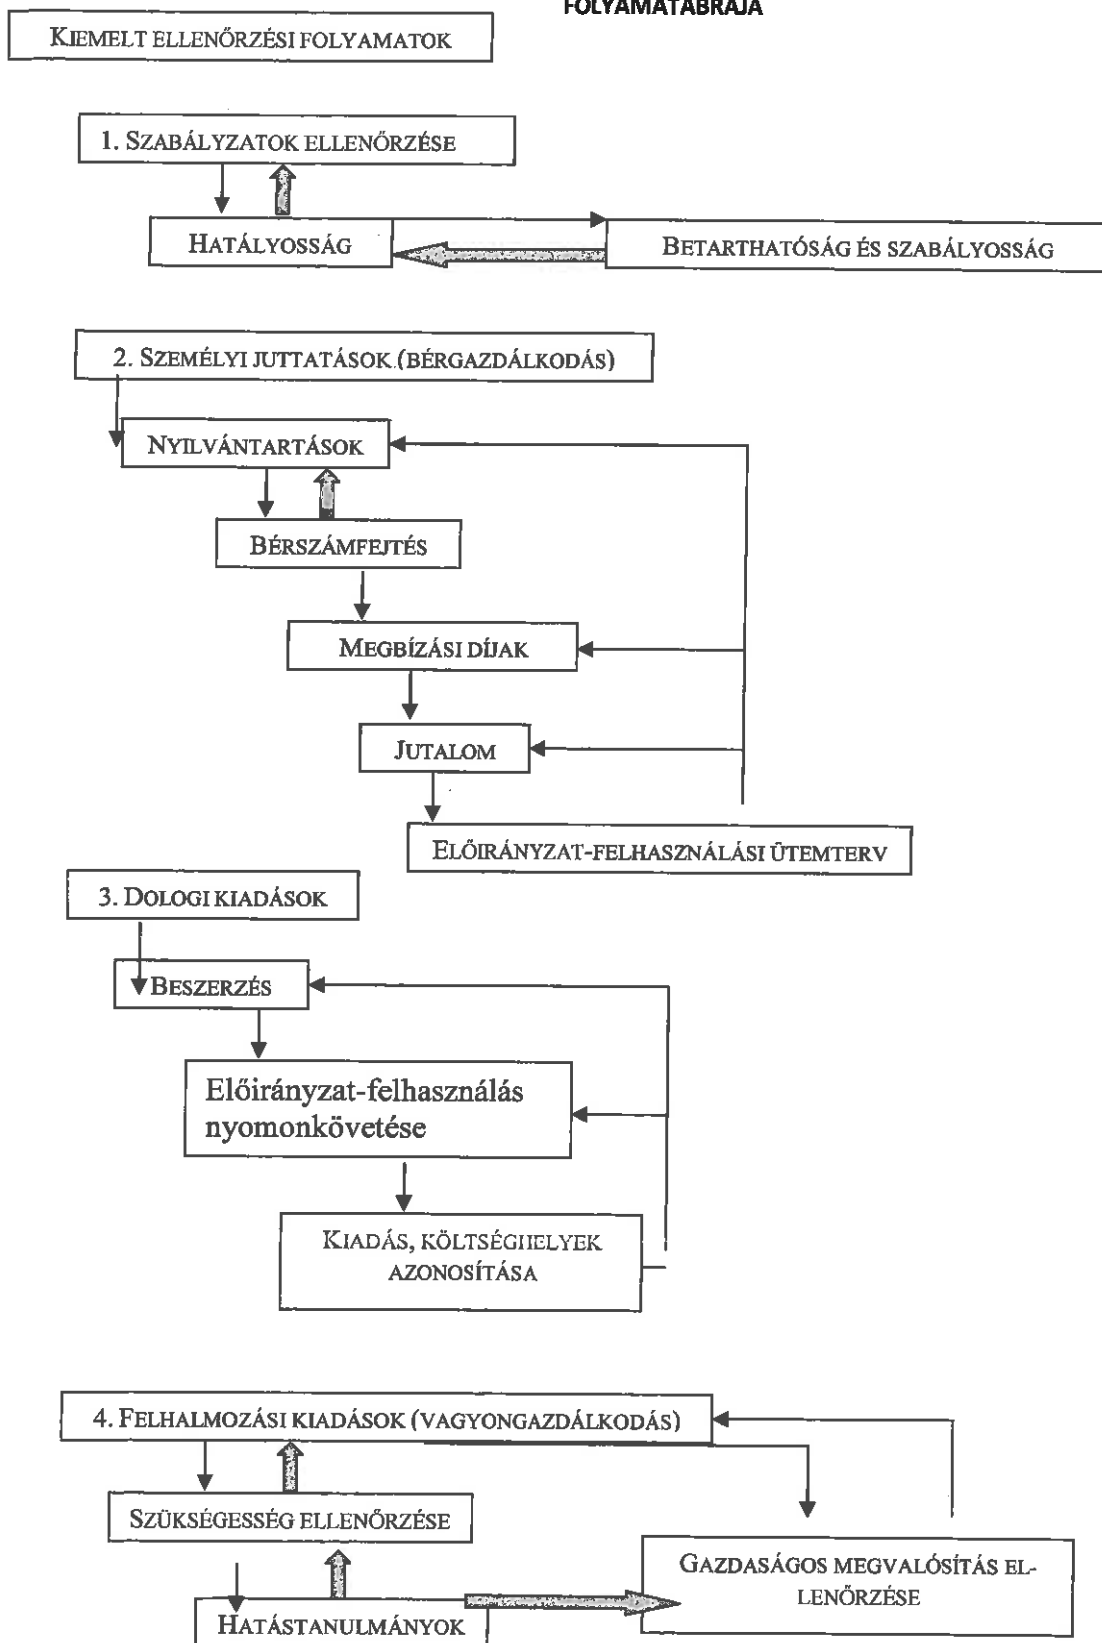 FOLYAMATÁBRÁJA
KIEMELT ELLENŐRZÉSI FOLYAMATOK
1. SZABÁLYZATOK ELLENŐRZÉSE
HATÁLYOSSÁG
BETARTHATÓSÁG ÉS SZABÁLYOSSÁG
2. SZEMÉLYI JUTTATÁSOK (BÉRGAZDÁLKODÁS)
NYILVÁNTARTÁSOK
BÉRSZÁMFEJTÉS
MEGBÍZÁSI DÍJAK
JUTALOM
ELŐIRÁNYZAT-FELHASZNÁLÁSI ÜTEMTERV
3. DOLOGI KIADÁSOK
BESZERZÉS
Előirányzat-felhasználás
nyomonkövetése
KIADÁS, KÖLTSÉGHELYEK
AZONOSÍTÁSA
4. FELHALMOZÁSI KIADÁSOK (VAGYONGAZDÁLKODÁS)
SZÜKSÉGESSÉG ELLENŐRZÉSE
GAZDASÁGOS MEGVALÓSÍTÁS EL-
LENŐRZÉSE
HATÁSTANULMÁNYOK